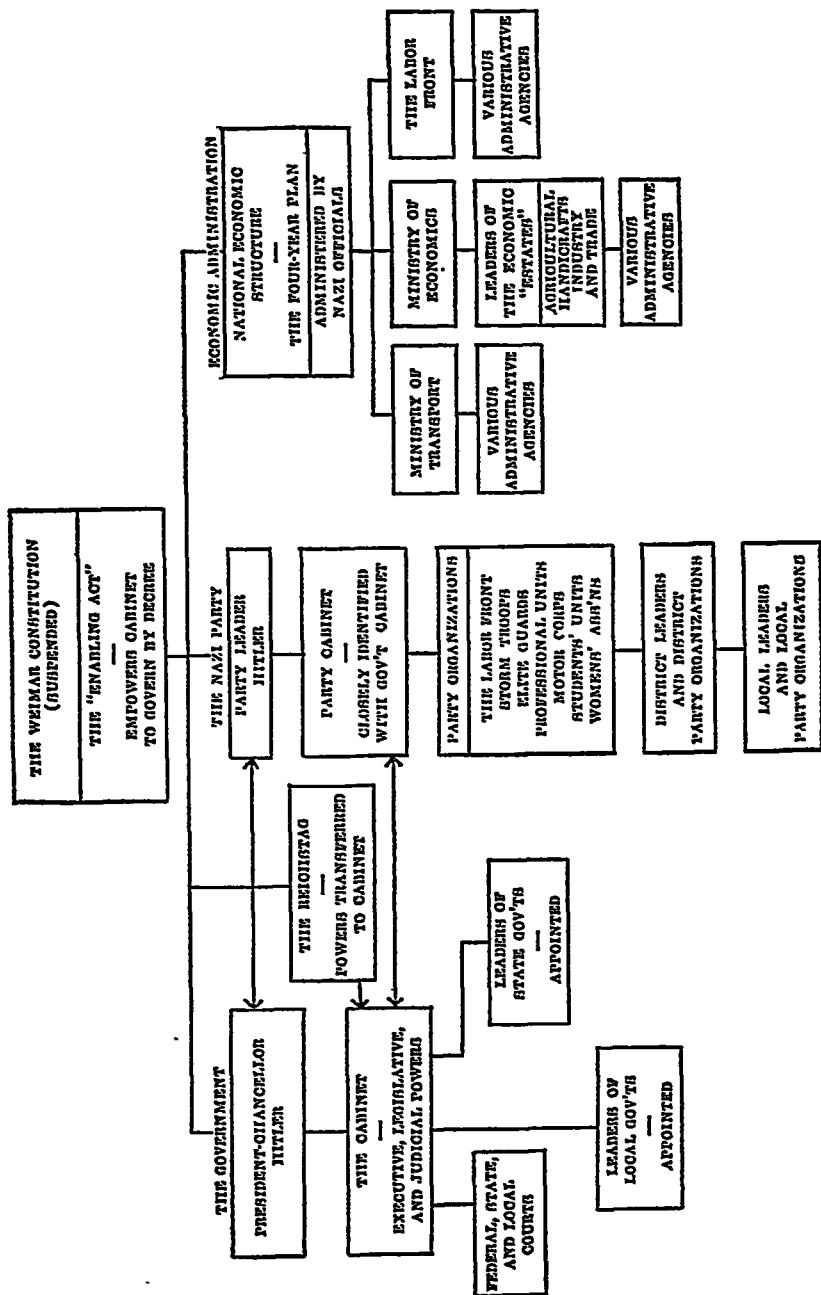 THE WEIMAR CONSTITUTION
(SUSPENDED)
THE "ENABLING ACT"
—
EMPOWERS CABINET
TO GOVERN BY DECREE
THE GOVERNMENT
PRESIDENT-CHANCELLOR
HITLER
THE REICHSTAG
—
POWERS TRANSFERRED
TO CABINET
THE CABINET
—
EXECUTIVE, LEGISLATIVE,
AND JUDICIAL POWERS
FEDERAL, STATE,
AND LOCAL
COURTS
LEADERS OF
LOCAL GOV'TS
—
APPOINTED
LEADERS OF
STATE GOV'TS
—
APPOINTED
THE NAZI PARTY
PARTY LEADER
HITLER
PARTY CABINET
—
CLOSELY IDENTIFIED
WITH GOV'T CABINET
PARTY ORGANIZATIONS
THE LABOR FRONT
STORM TROOPS
ELITE GUARDS
PROFESSIONAL UNITS
MOTOR CORPS
STUDENTS' UNITS
WOMENS' ASS'NS
DISTRICT LEADERS
AND DISTRICT
PARTY ORGANIZATIONS
LOCAL LEADERS
AND LOCAL
PARTY ORGANIZATIONS
ECONOMIC ADMINISTRATION
NATIONAL ECONOMIC
STRUCTURE
—
THE FOUR-YEAR PLAN
ADMINISTERED BY
NAZI OFFICIALS
MINISTRY OF
TRANSPORT
VARIOUS
ADMINISTRATIVE
AGENCIES
MINISTRY OF
ECONOMICS
LEADERS OF
THE ECONOMIC
"ESTATES"
AGRICULTURAL
HANDICRAFTS
INDUSTRY
AND TRADE
VARIOUS
ADMINISTRATIVE
AGENCIES
THE LABOR
FRONT
VARIOUS
ADMINISTRATIVE
AGENCIES